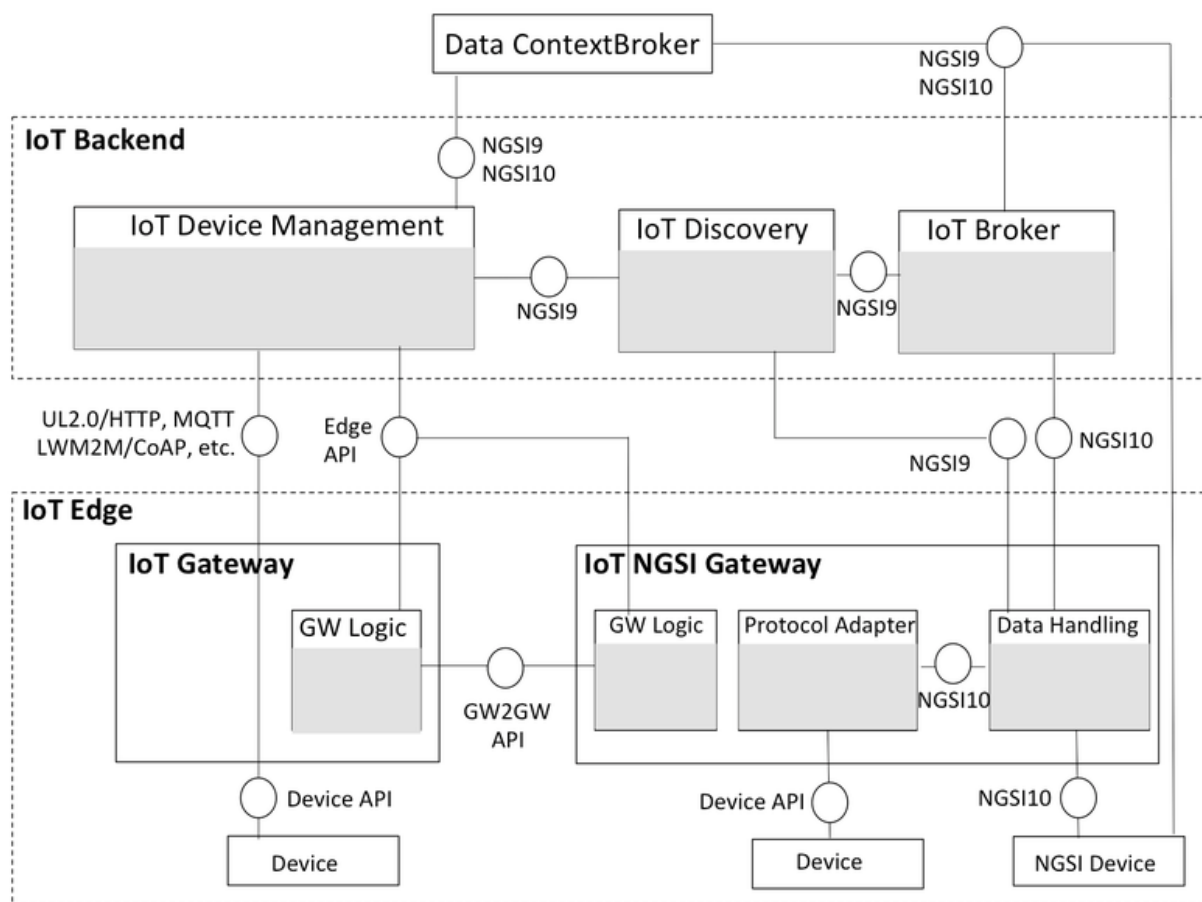 Data ContextBroker
NGSI9
NGSI10
IoT Backend
NGSI9
NGSI10
IoT Device Management
IoT Discovery
IoT Broker
NGSI9
NGSI9
UL2.0/HTTP, MQTT
LWM2M/CoAP, etc.
Edge
API
NGSI9
NGSI10
IoT Edge
IoT Gateway
IoT NGSI Gateway
GW Logic
GW Logic
Protocol Adapter
Data Handling
GW2GW
API
NGSI10
Device API
Device API
NGSI10
Device
Device
NGSI Device